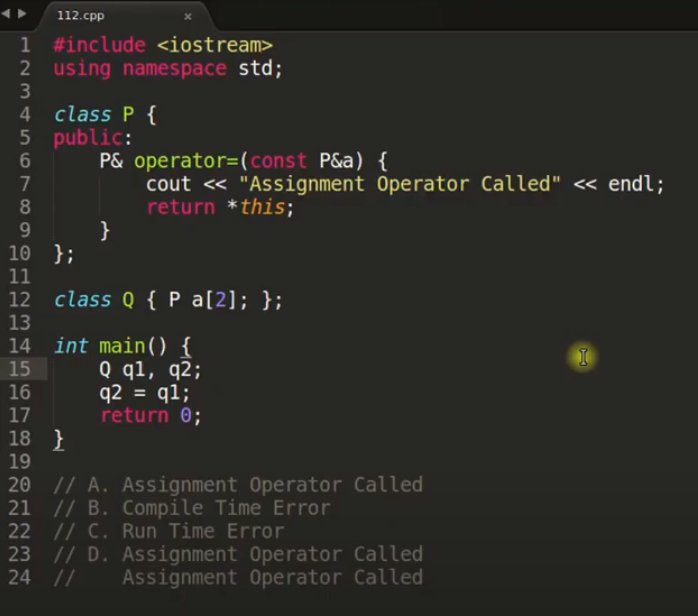 112.cpp
1 #include <iostream>
2 using namespace std;
3
4 class P {
5 public:
6     P& operator=(const P&a) {
7         cout << "Assignment Operator Called" << endl;
8         return *this;
9     }
10 };
11
12 class Q { P a[2]; };
13
14 int main() {
15     Q q1, q2;
16     q2 = q1;
17     return 0;
18 }
19
20 // A. Assignment Operator Called
21 // B. Compile Time Error
22 // C. Run Time Error
23 // D. Assignment Operator Called
24 //    Assignment Operator Called